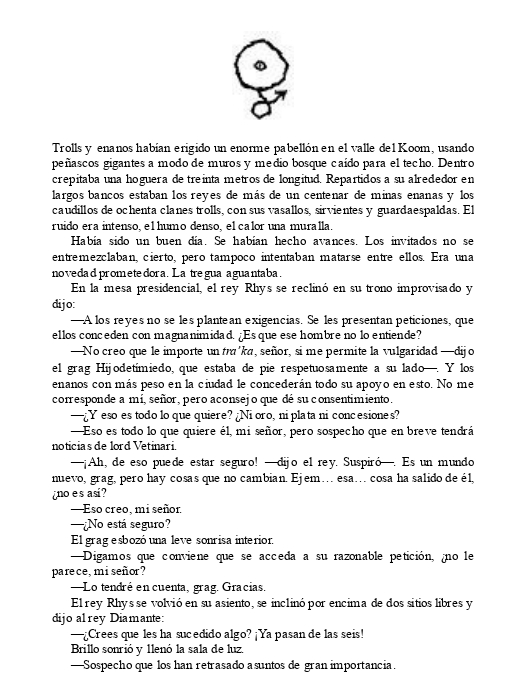 Trolls y enanos habían erigido un enorme pabellón en el valle del Koom, usando
peñascos gigantes a modo de muros y medio bosque caído para el techo. Dentro
crepitaba una hoguera de treinta metros de longitud. Repartidos a su alrededor en
largos bancos estaban los reyes de más de un centenar de minas enanas y los
caudillos de ochenta clanes trolls, con sus vasallos, sirvientes y guardaespaldas. El
ruido era intenso, el humo denso, el calor una muralla.
Había sido un buen día. Se habían hecho avances. Los invitados no se
entremezclaban, cierto, pero tampoco intentaban matarse entre ellos. Era una
novedad prometedora. La tregua aguantaba.
En la mesa presidencial, el rey Rhys se reclinó en su trono improvisado y
dijo:
—A los reyes no se les plantean exigencias. Se les presentan peticiones, que
ellos conceden con magnanimidad. ¿Es que ese hombre no lo entiende?
—No creo que le importe un tra’ka, señor, si me permite la vulgaridad —dijo
el grag Hijodetimiedo, que estaba de pie respetuosamente a su lado—. Y los
enanos con más peso en la ciudad le concederán todo su apoyo en esto. No me
corresponde a mí, señor, pero aconsejo que dé su consentimiento.
—¿Y eso es todo lo que quiere? ¿Ni oro, ni plata ni concesiones?
—Eso es todo lo que quiere él, mi señor, pero sospecho que en breve tendrá
noticias de lord Vetinari.
—¡Ah, de eso puede estar seguro! —dijo el rey. Suspiró—. Es un mundo
nuevo, grag, pero hay cosas que no cambian. Ejem… esa… cosa ha salido de él,
¿no es así?
—Eso creo, mi señor.
—¿No está seguro?
El grag esbozó una leve sonrisa interior.
—Digamos que conviene que se acceda a su razonable petición, ¿no le
parece, mi señor?
—Lo tendré en cuenta, grag. Gracias.
El rey Rhys se volvió en su asiento, se inclinó por encima de dos sitios libres y
dijo al rey Diamante:
—¿Crees que les ha sucedido algo? ¡Ya pasan de las seis!
Brillo sonrió y llenó la sala de luz.
—Sospecho que los han retrasado asuntos de gran importancia.